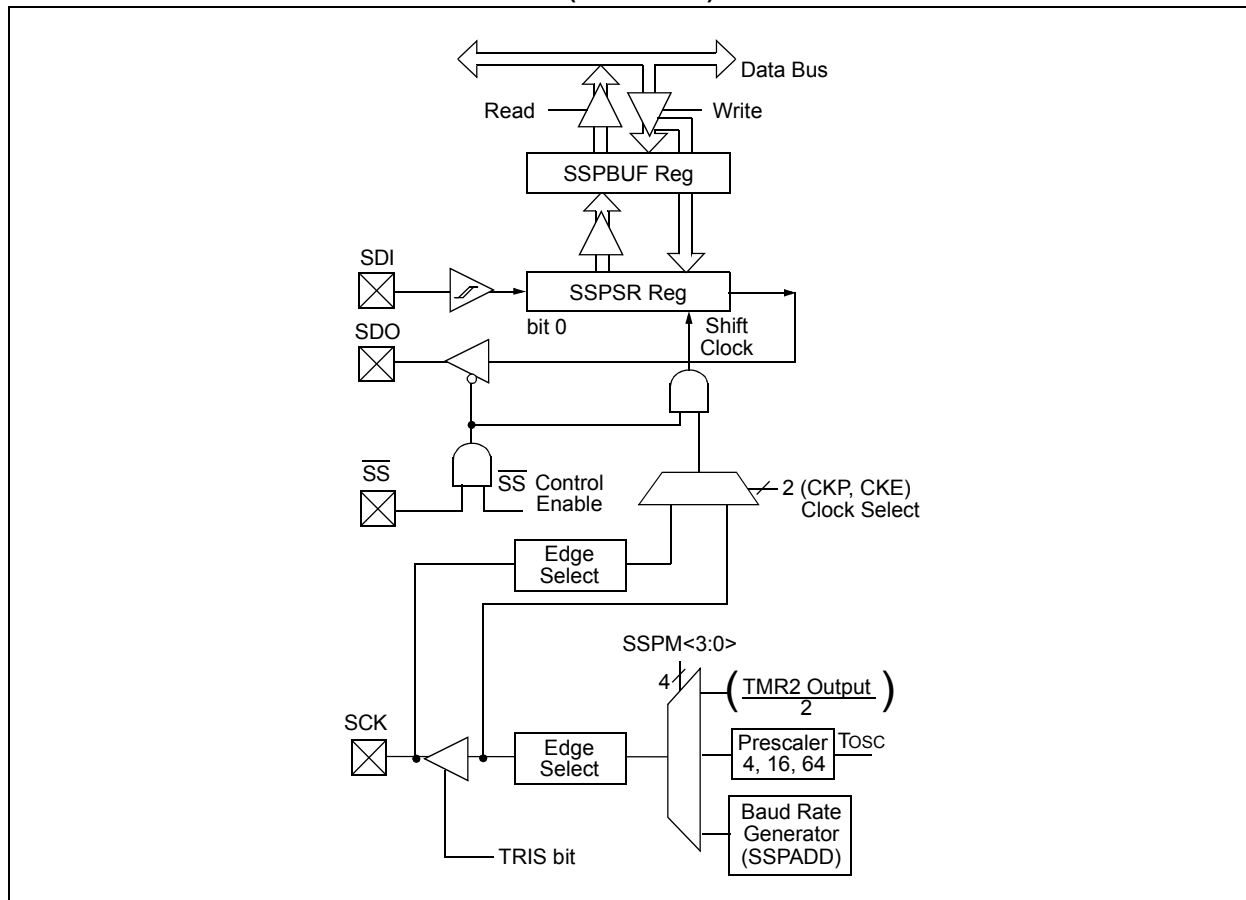 Data Bus
Read
Write
SSPBUF Reg
SDI
SSPSR Reg
bit 0
Shift
Clock
SDO
SS
SS Control
Enable
2 (CKP, CKE)
Clock Select
Edge
Select
SSPM<3:0>
4
(TMR2 Output
2)
SCK
Edge
Select
Prescaler
4, 16, 64
TOSC
Baud Rate
Generator
(SSPADD)
TRIS bit